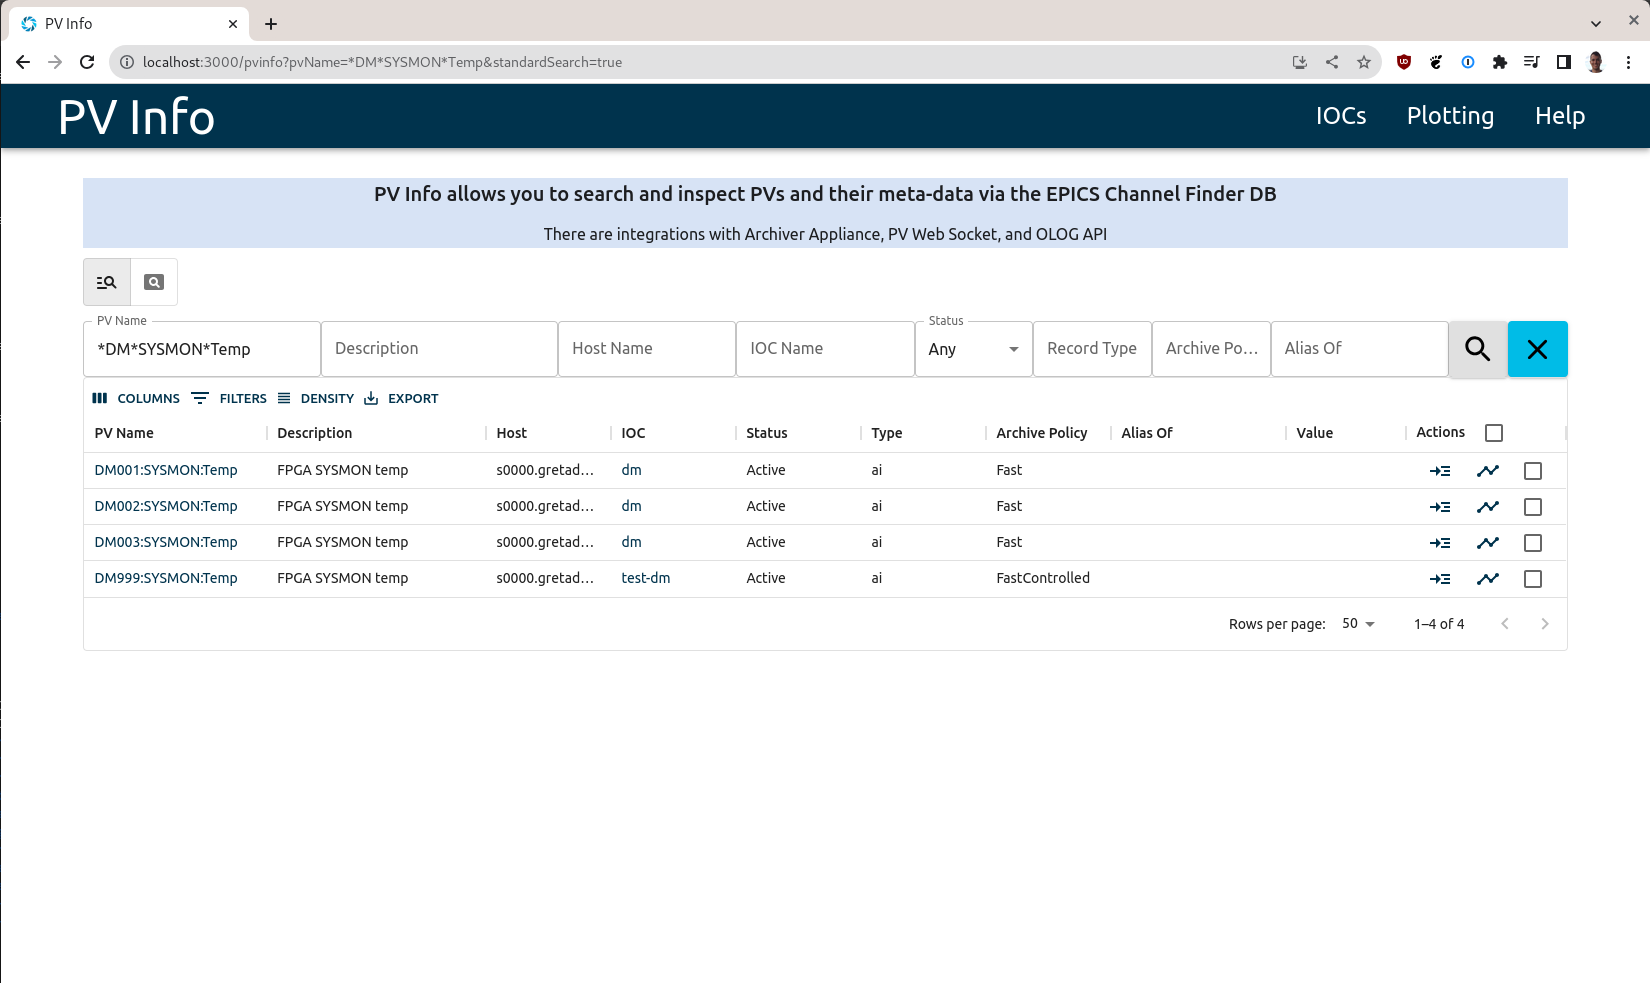 PV Info
localhost:3000/pvinfo?pvName=*DM*SYSMON*Temp&standardSearch=true
PV Info
IOCs Plotting Help
PV Info allows you to search and inspect PVs and their meta-data via the EPICS Channel Finder DB
There are integrations with Archiver Appliance, PV Web Socket, and OLOG API
PV Name Status
*DM*SYSMON*Temp Description Host Name IOC Name Any Record Type Archive Po... Alias Of
COLUMNS FILTERS DENSITY EXPORT
PV Name Description Host IOC Status Type Archive Policy Alias Of Value Actions
DM001:SYSMON:Temp FPGA SYSMON temp s0000.gretad... dm Active ai Fast
DM002:SYSMON:Temp FPGA SYSMON temp s0000.gretad... dm Active ai Fast
DM003:SYSMON:Temp FPGA SYSMON temp s0000.gretad... dm Active ai Fast
DM999:SYSMON:Temp FPGA SYSMON temp s0000.gretad... test-dm Active ai FastControlled
Rows per page: 50 1–4 of 4